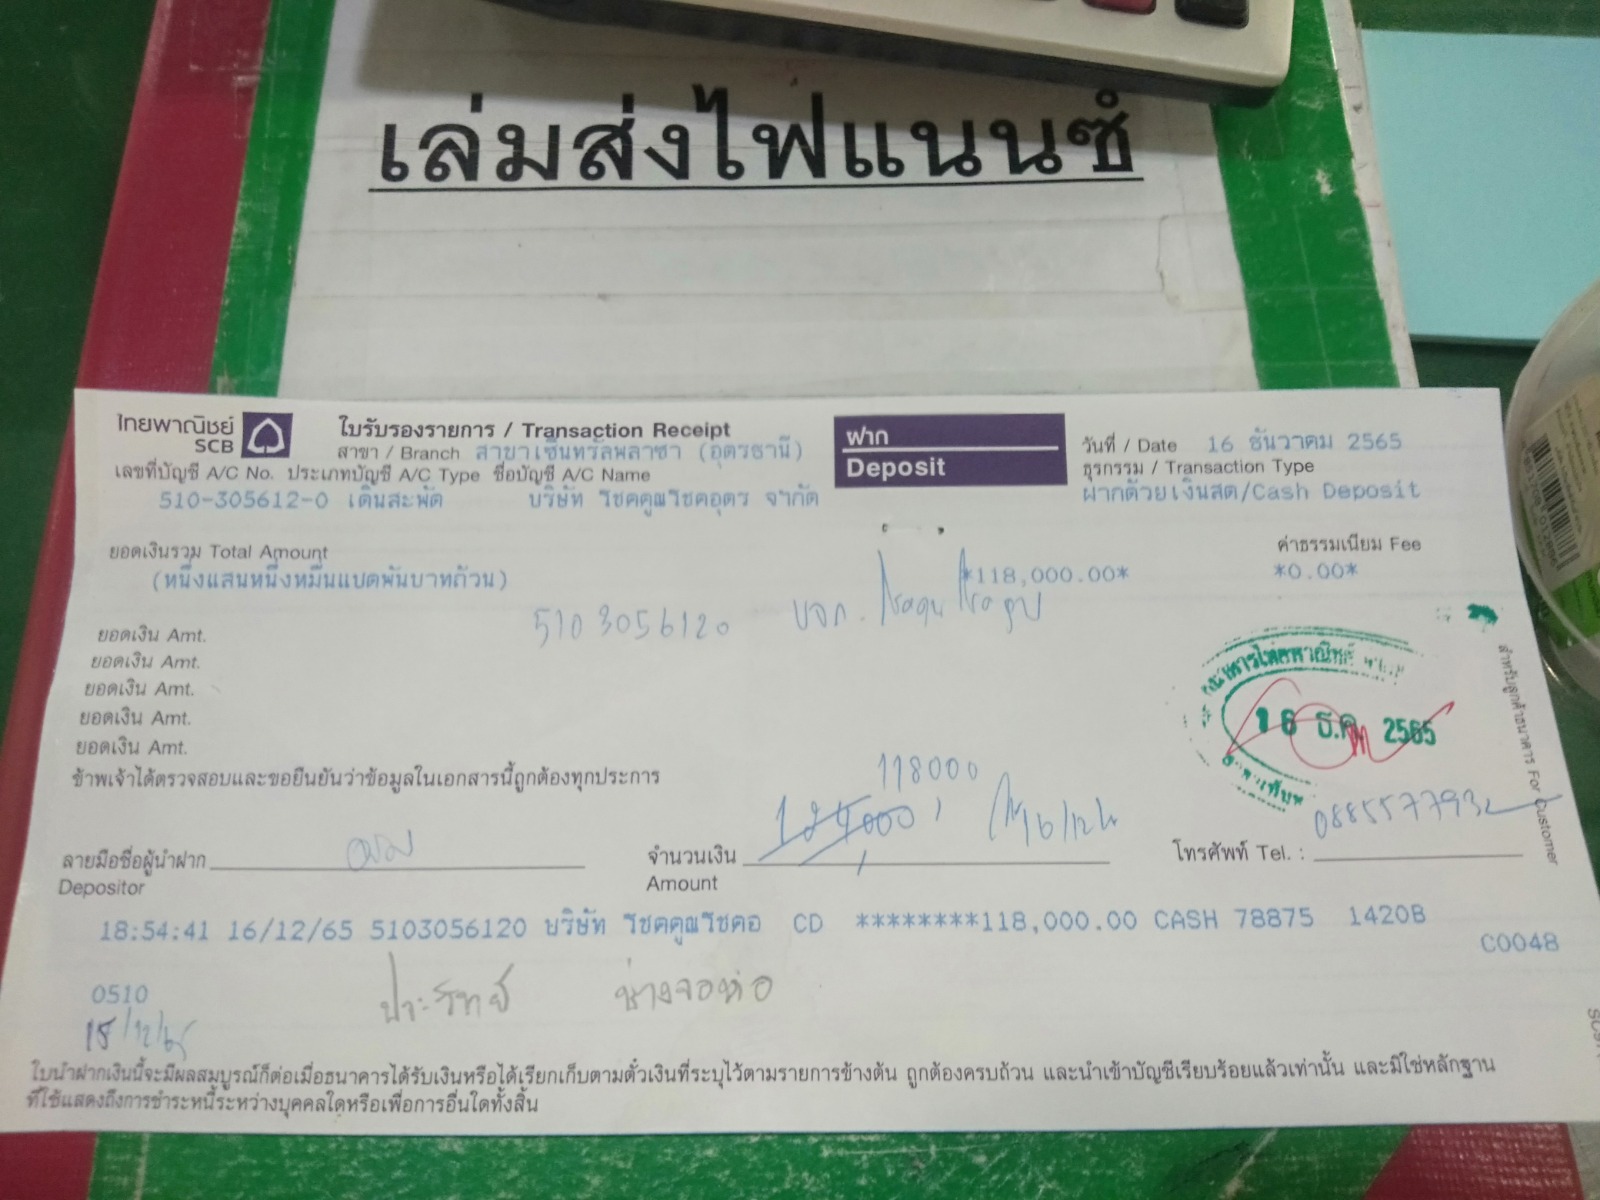 เล่มส่งไฟแนนซ์
ไทยพาณิชย์
SCB
ใบรับรองรายการ / Transaction Receipt
สาขา / Branch สาขาเซ็นทรัลพลาซา (อุดรธานี)
เลขที่บัญชี A/C No. ประเภทบัญชี A/C Type ชื่อบัญชี A/C Name
510-305612-0 เดินสะพัด บริษัท โชคคูณโชคอุดร จำกัด
ฝาก
Deposit
วันที่ / Date 16 ธันวาคม 2565
ธุรกรรม / Transaction Type
ฝากด้วยเงินสด/Cash Deposit
ยอดเงินรวม Total Amount
(หนึ่งแสนหนึ่งหมื่นแปดพันบาทถ้วน)
*118,000.00*
ค่าธรรมเนียม Fee
*0.00*
5103056120 บจก.
ยอดเงิน Amt.
ยอดเงิน Amt.
ยอดเงิน Amt.
ยอดเงิน Amt.
ยอดเงิน Amt.
16 ธ.ค. 2565
สำหรับลูกค้าธนาคาร For Customer
ข้าพเจ้าได้ตรวจสอบและขอยืนยันว่าข้อมูลในเอกสารนี้ถูกต้องทุกประการ
118000
ลายมือชื่อผู้นำฝาก
Depositor
จำนวนเงิน
Amount
โทรศัพท์ Tel. : 0885577932
18:54:41 16/12/65 5103056120 บริษัท โชคคูณโชคอ CD ********118,000.00 CASH 78875 1420B
C0048
0510
15/12/65
ใบนำฝากเงินนี้จะมีผลสมบูรณ์ก็ต่อเมื่อธนาคารได้รับเงินหรือได้เรียกเก็บตามตั๋วเงินที่ระบุไว้ตามรายการข้างต้น ถูกต้องครบถ้วน และนำเข้าบัญชีเรียบร้อยแล้วเท่านั้น และมิใช่หลักฐาน
ที่ใช้แสดงถึงการชำระหนี้ระหว่างบุคคลใดหรือเพื่อการอื่นใดทั้งสิ้น